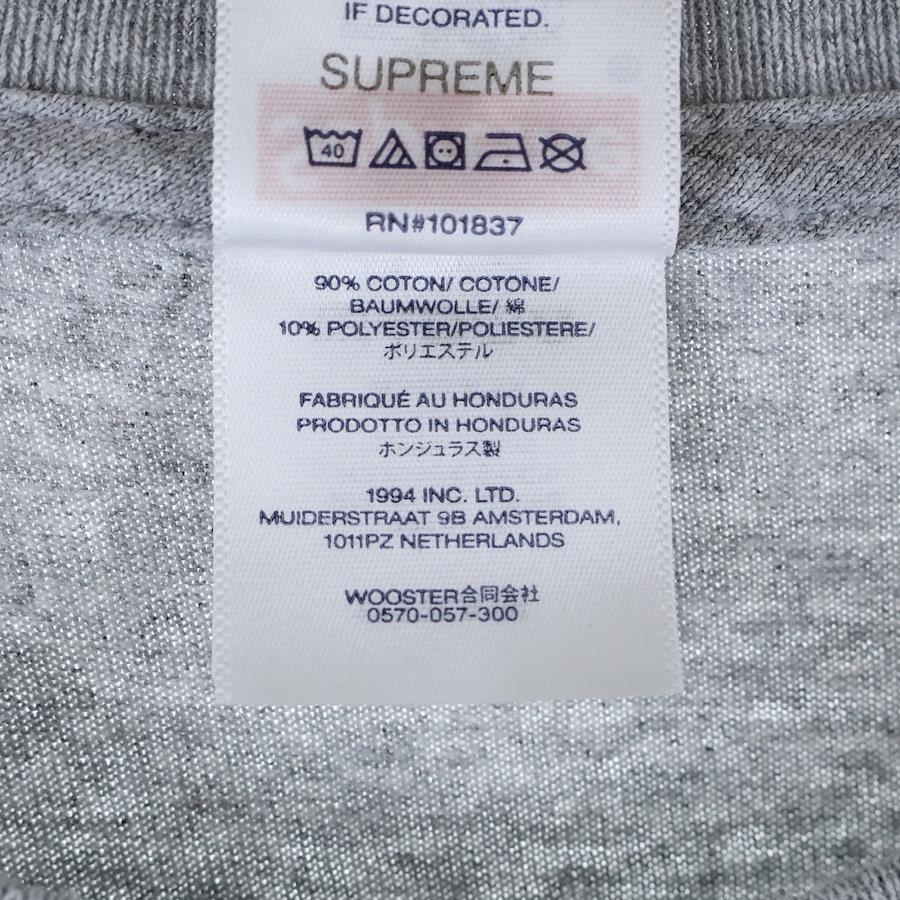 IF DECORATED.
SUPREME
40
RN#101837
90% COTON/ COTONE/
BAUMWOLLE/ 綿
10% POLYESTER/POLIESTERE/
ポリエステル
FABRIQUÉ AU HONDURAS
PRODOTTO IN HONDURAS
ホンジュラス製
1994 INC. LTD.
MUIDERSTRAAT 9B AMSTERDAM,
1011PZ NETHERLANDS
WOOSTER合同会社
0570-057-300